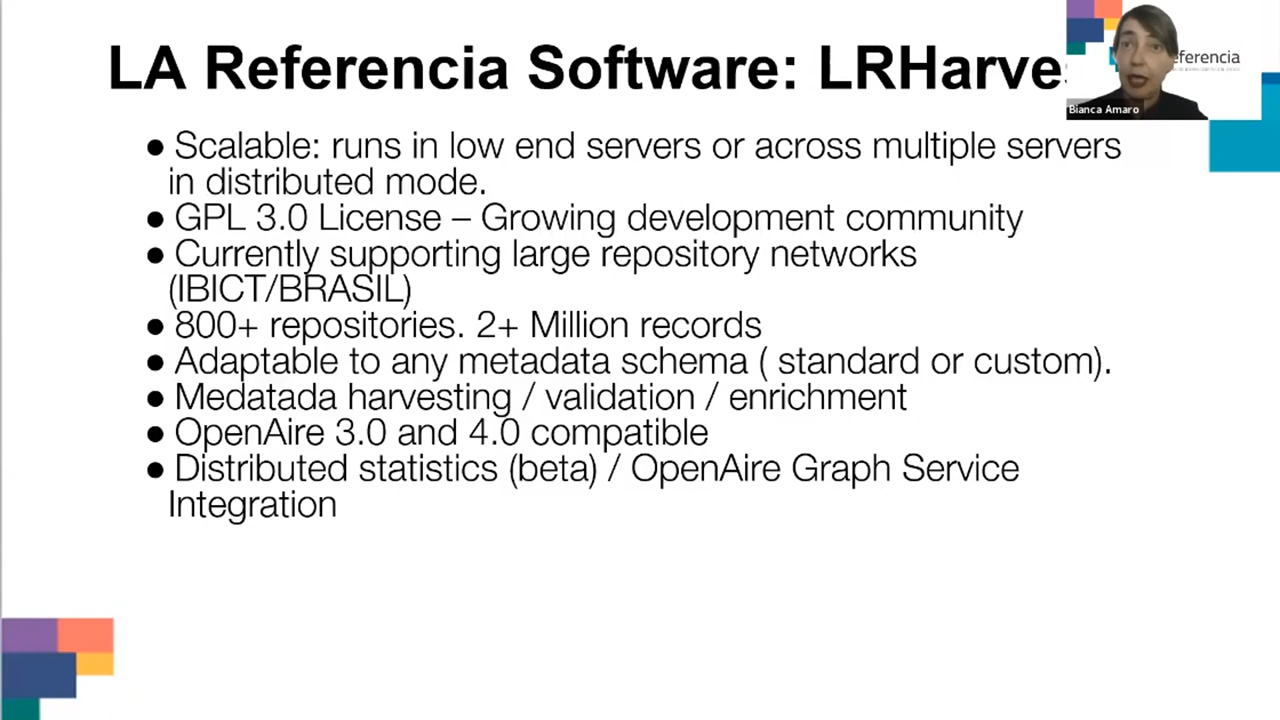 LA Referencia Software: LRHarve
eferencia
Bianca Amaro
● Scalable: runs in low end servers or across multiple servers
in distributed mode.
● GPL 3.0 License – Growing development community
● Currently supporting large repository networks
(IBICT/BRASIL)
● 800+ repositories. 2+ Million records
● Adaptable to any metadata schema ( standard or custom).
● Medatada harvesting / validation / enrichment
● OpenAire 3.0 and 4.0 compatible
● Distributed statistics (beta) / OpenAire Graph Service
Integration